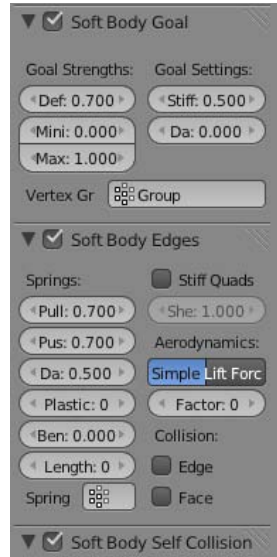 Soft Body Goal
Goal Strengths: Goal Settings:
Def: 0.700 Stiff: 0.500
Mini: 0.000 Da: 0.000
Max: 1.000
Vertex Gr Group
Soft Body Edges
Springs: Stiff Quads
Pull: 0.700 She: 1.000
Pus: 0.700 Aerodynamics:
Da: 0.500 Simple Lift Forc
Plastic: 0 Factor: 0
Ben: 0.000 Collision:
Length: 0 Edge
Spring Face
Soft Body Self Collision